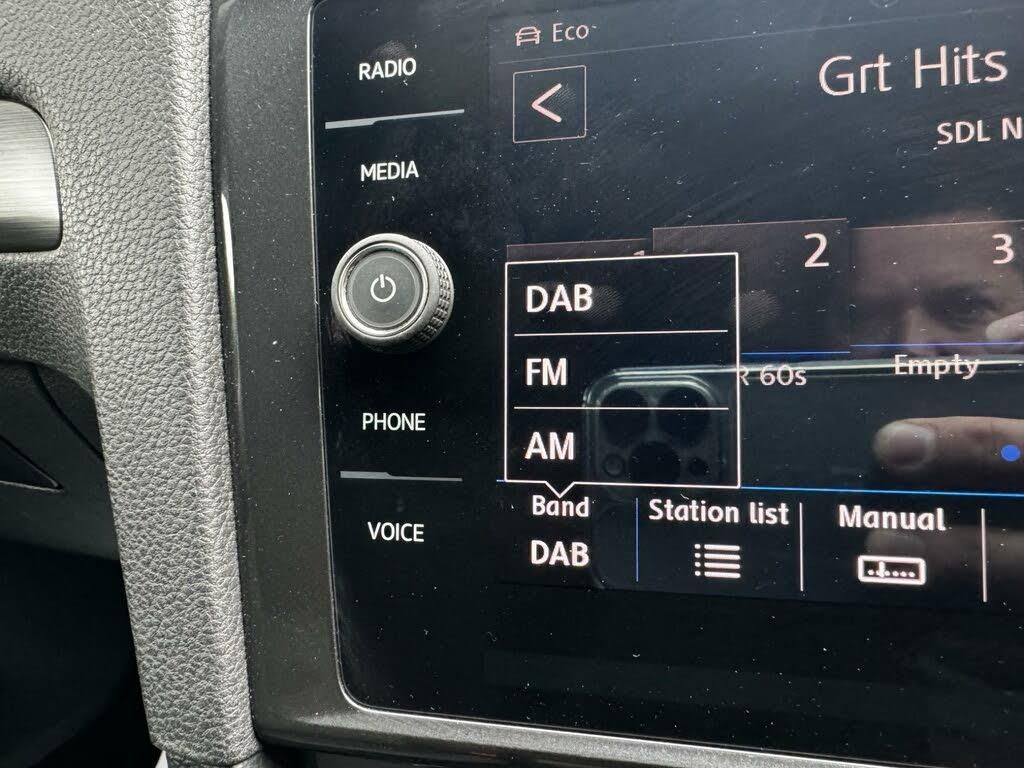 RADIO
MEDIA
PHONE
VOICE
Eco
<
Grt Hits
SDL N
2
3
DAB
FM
AM
60s
Empty
Band
DAB
Station list
Manual